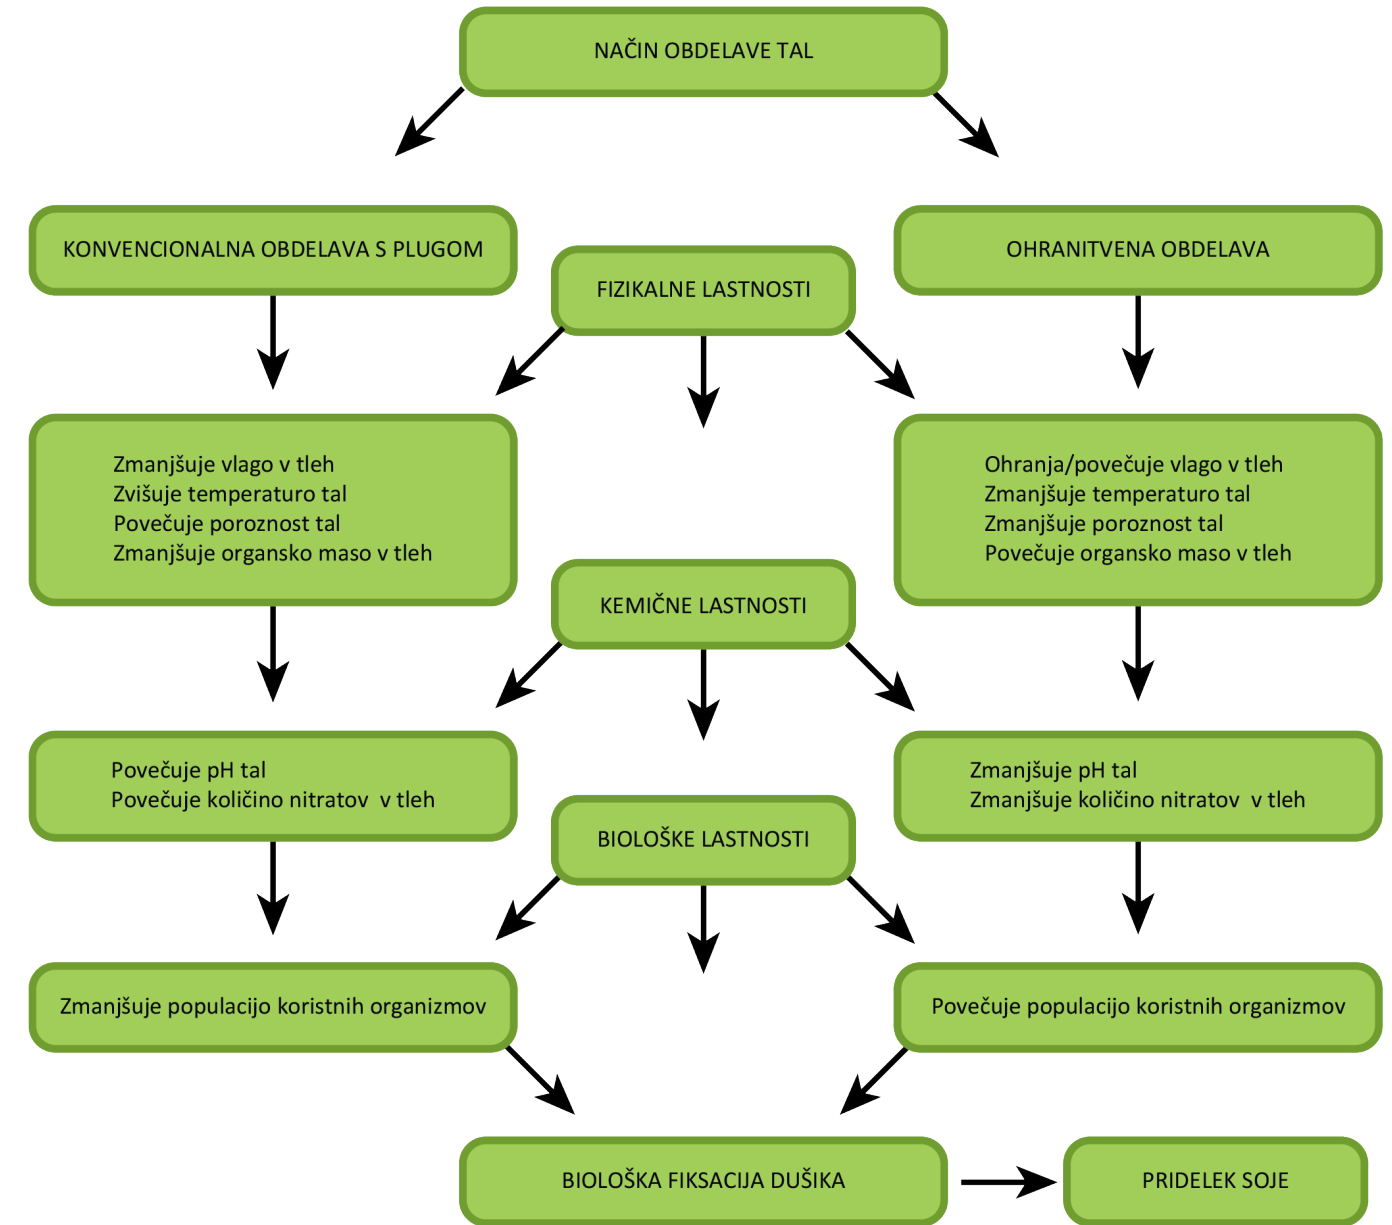 NAČIN OBDELAVE TAL
KONVENCIONALNA OBDELAVA S PLUGOM
OHRANITVENA OBDELAVA
FIZIKALNE LASTNOSTI
Zmanjšuje vlago v tleh
Zvišuje temperaturo tal
Povečuje poroznost tal
Zmanjšuje organsko maso v tleh
Ohranja/povečuje vlago v tleh
Zmanjšuje temperaturo tal
Zmanjšuje poroznost tal
Povečuje organsko maso v tleh
KEMIČNE LASTNOSTI
Povečuje pH tal
Povečuje količino nitratov v tleh
Zmanjšuje pH tal
Zmanjšuje količino nitratov v tleh
BIOLOŠKE LASTNOSTI
Zmanjšuje populacijo koristnih organizmov
Povečuje populacijo koristnih organizmov
BIOLOŠKA FIKSACIJA DUŠIKA
PRIDELEK SOJE